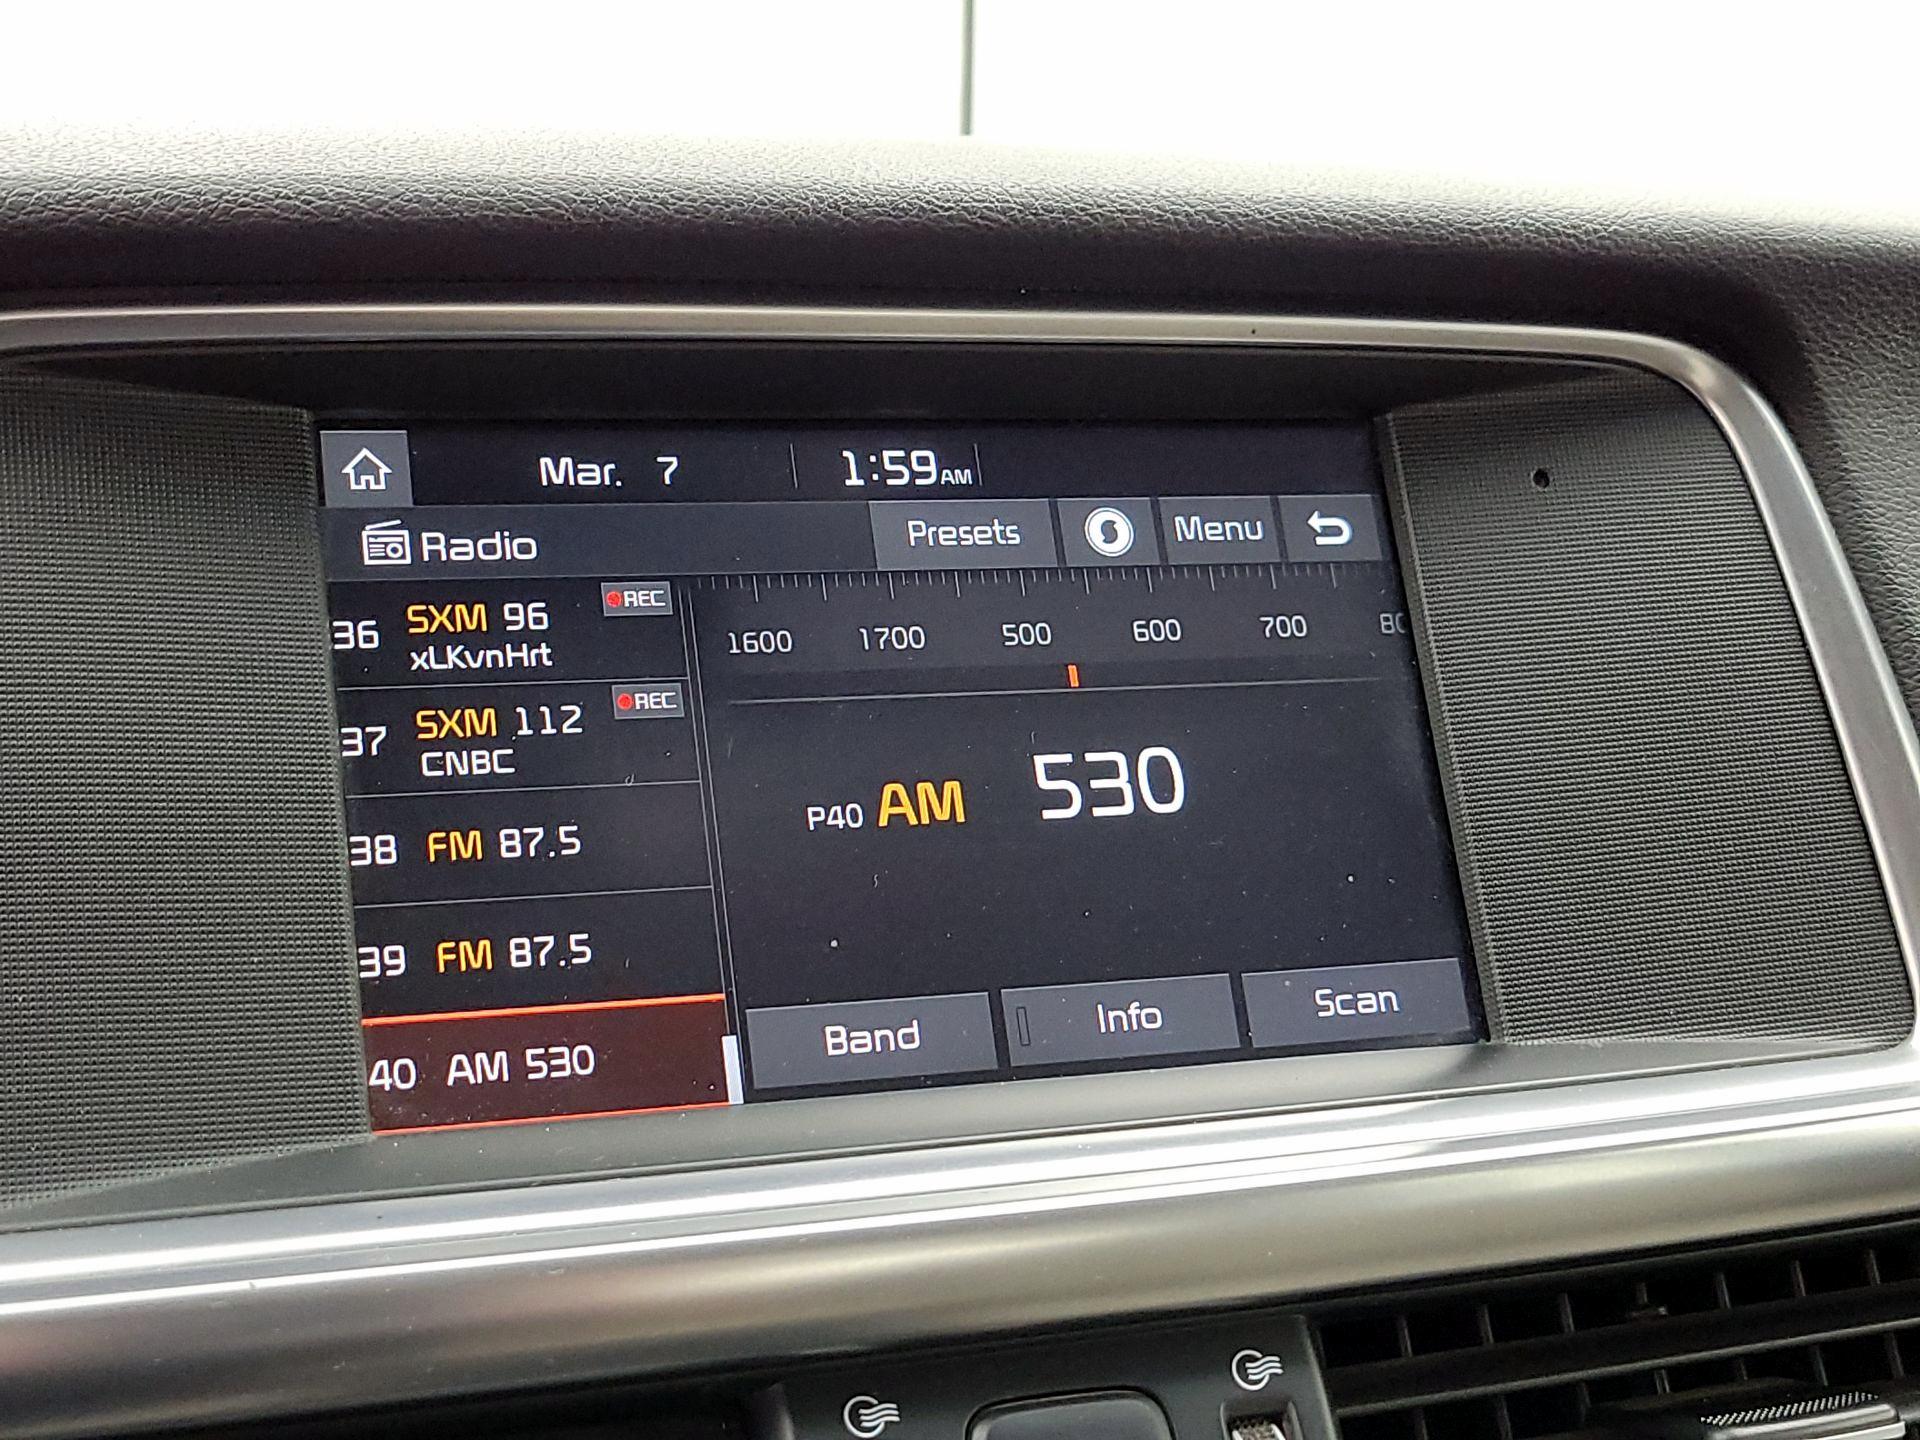 Mar. 7 1:59AM
Radio Presets Menu
36 SXM 96 REC
xLKvnHrt
37 SXM 112 REC
CNBC
38 FM 87.5
39 FM 87.5
40 AM 530
1600 1700 500 600 700
P40 AM 530
Band Info Scan